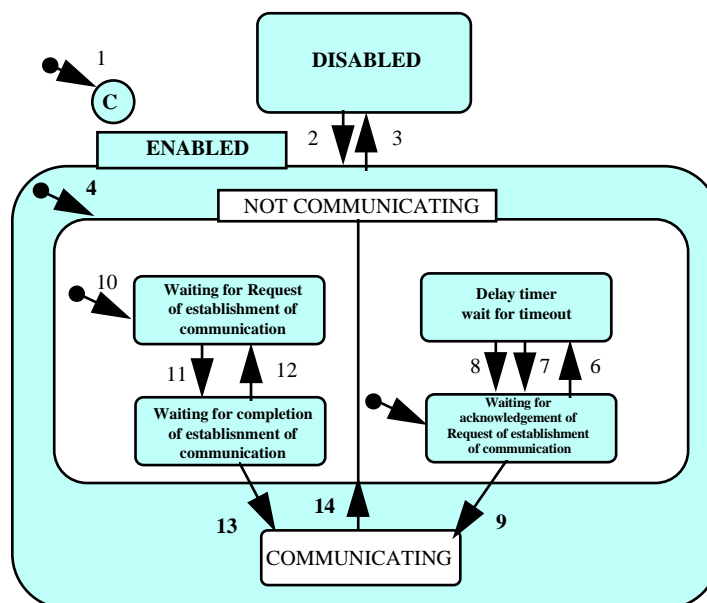 1
DISABLED
C
2
3
ENABLED
4
NOT COMMUNICATING
10
Waiting for Request
of establishment of
communication
Delay timer
wait for timeout
11
12
8
7
6
Waiting for completion
of establisnment of
communication
Waiting for
acknowledgement of
Request of establishment
of communication
13
14
9
COMMUNICATING